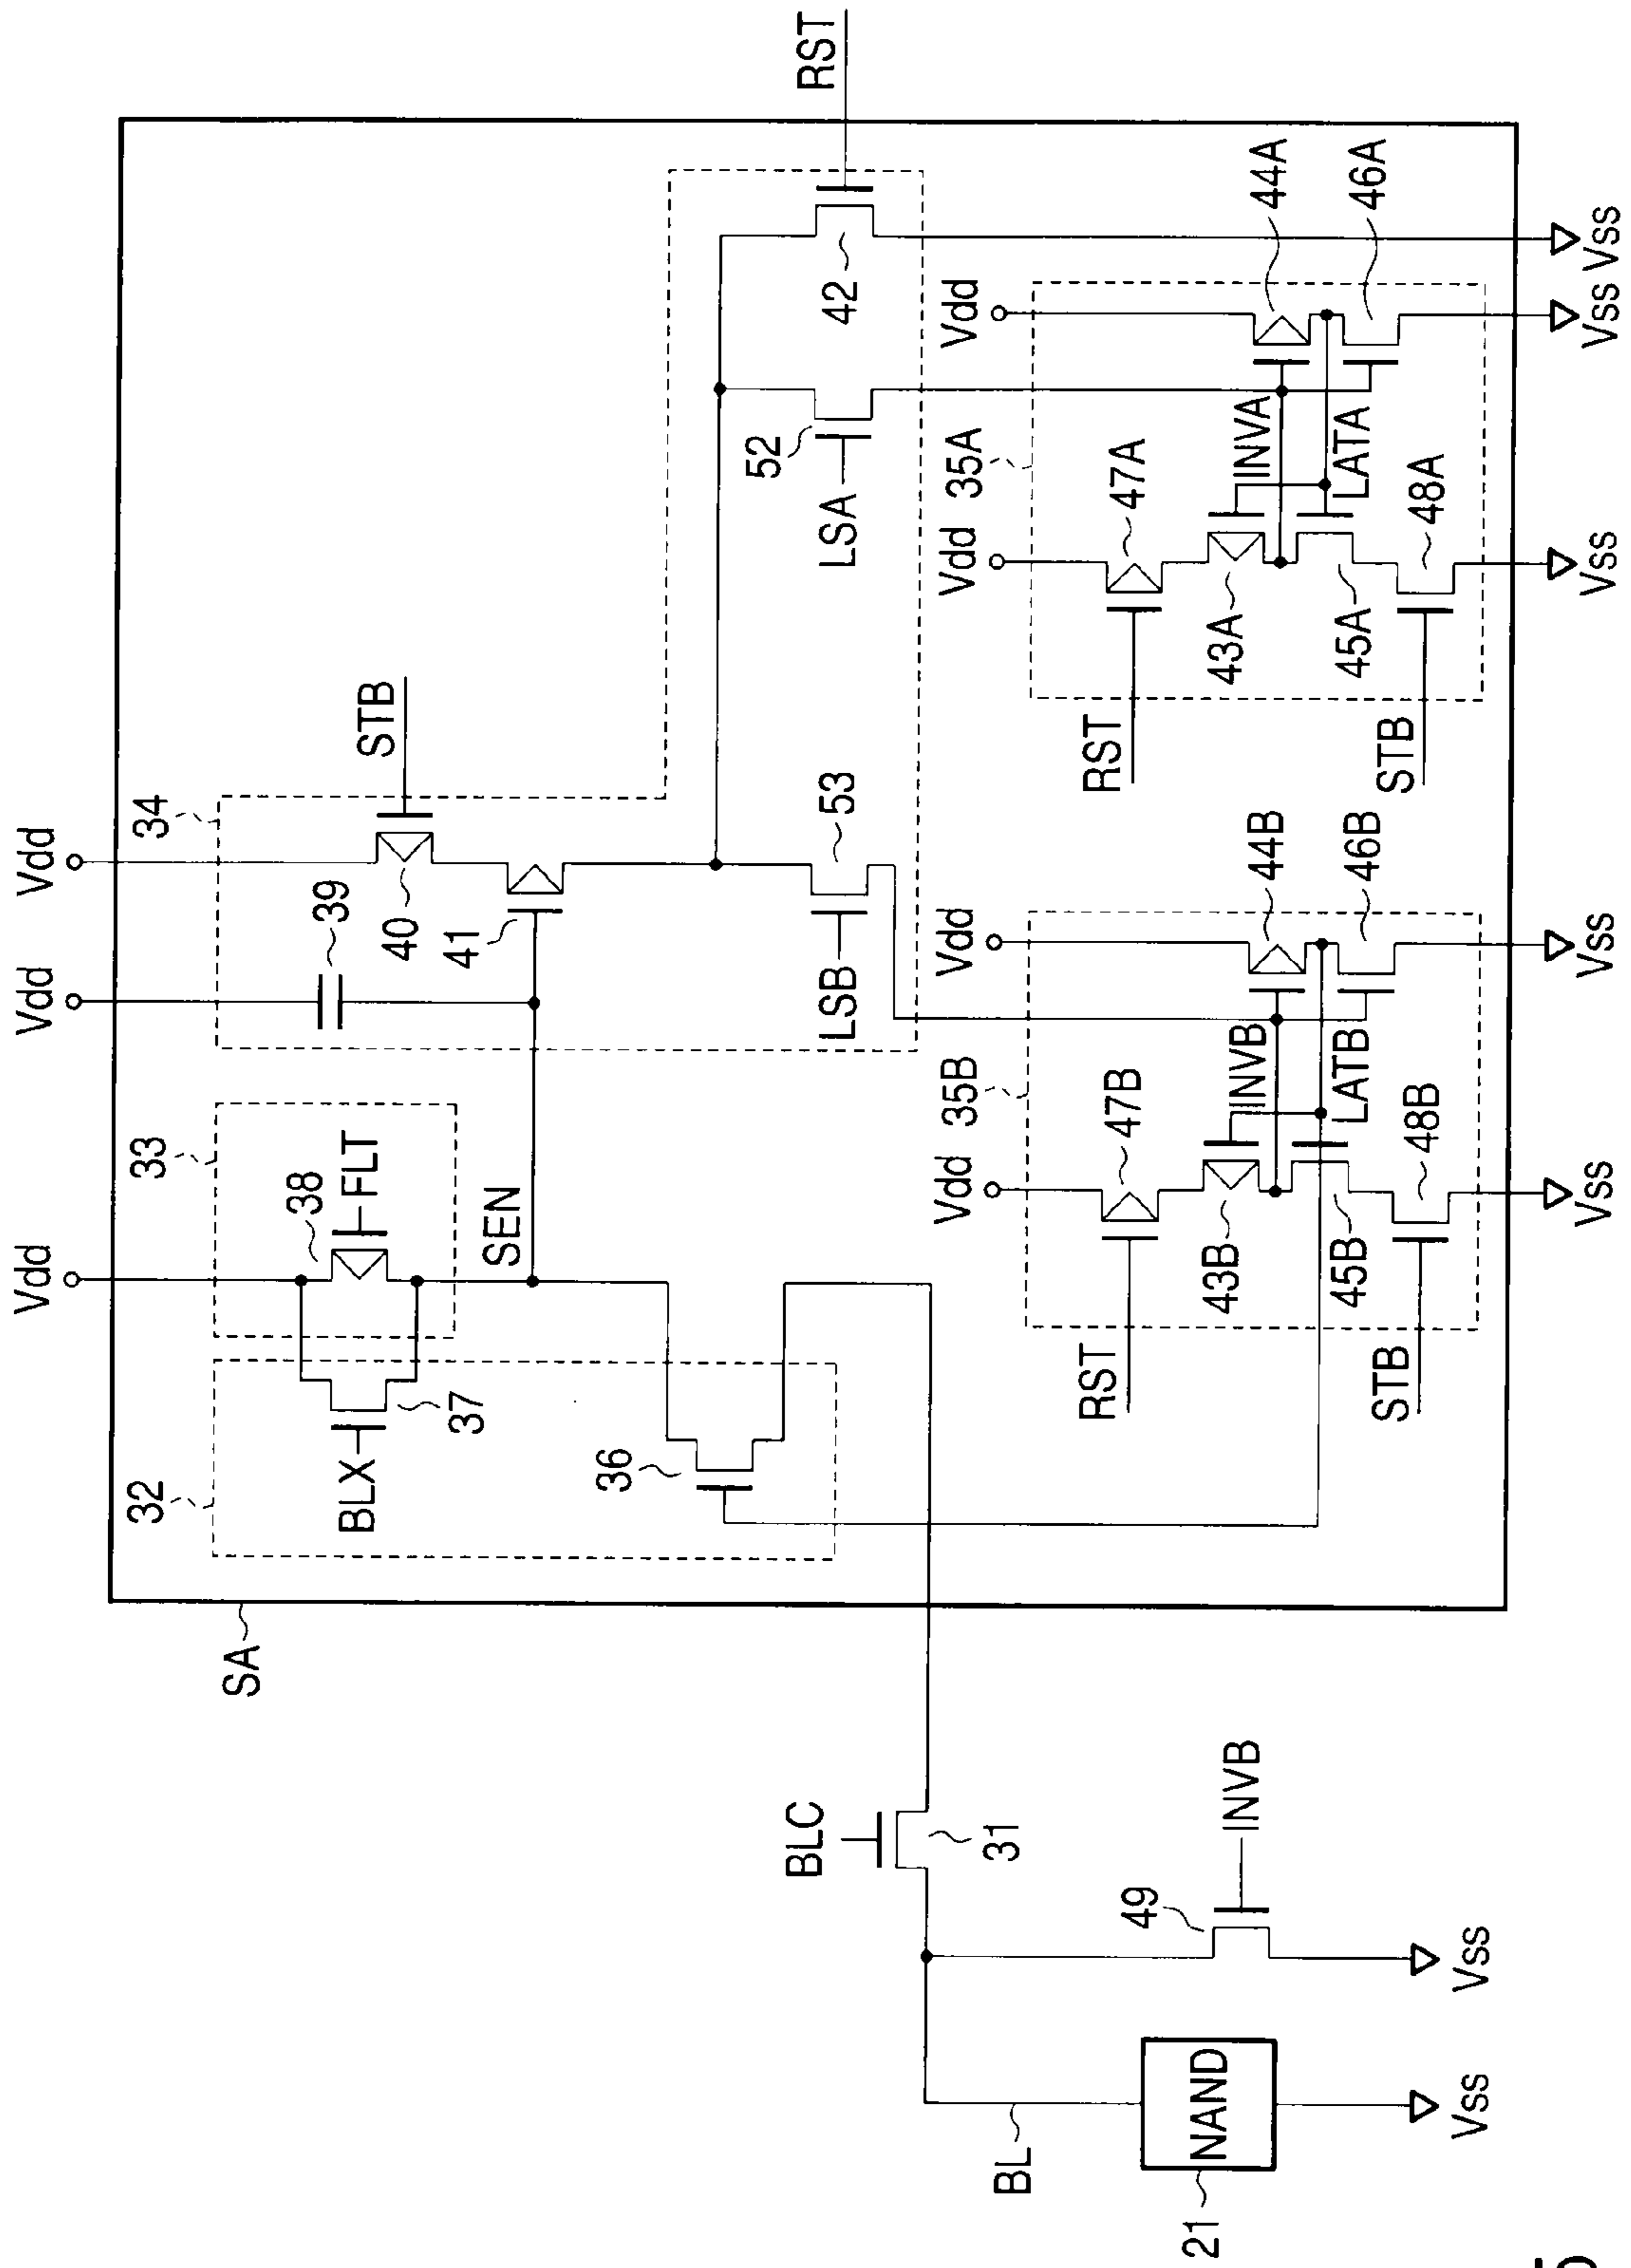 Vdd
Vdd
Vdd
32
33
34
BLX
37
38
FLT
39
40
STB
41
SEN
36
SA
LSB
53
52
LSA
42
RST
BLC
31
35B
35A
Vdd
Vdd
Vdd
Vdd
RST
47B
INVB
44B
RST
47A
INVA
44A
43B
LATB
46B
43A
LATA
46A
STB
45B
48B
STB
45A
48A
Vss
Vss
Vss
Vss
Vss
BL
49
INVB
21
NAND
Vss
Vss